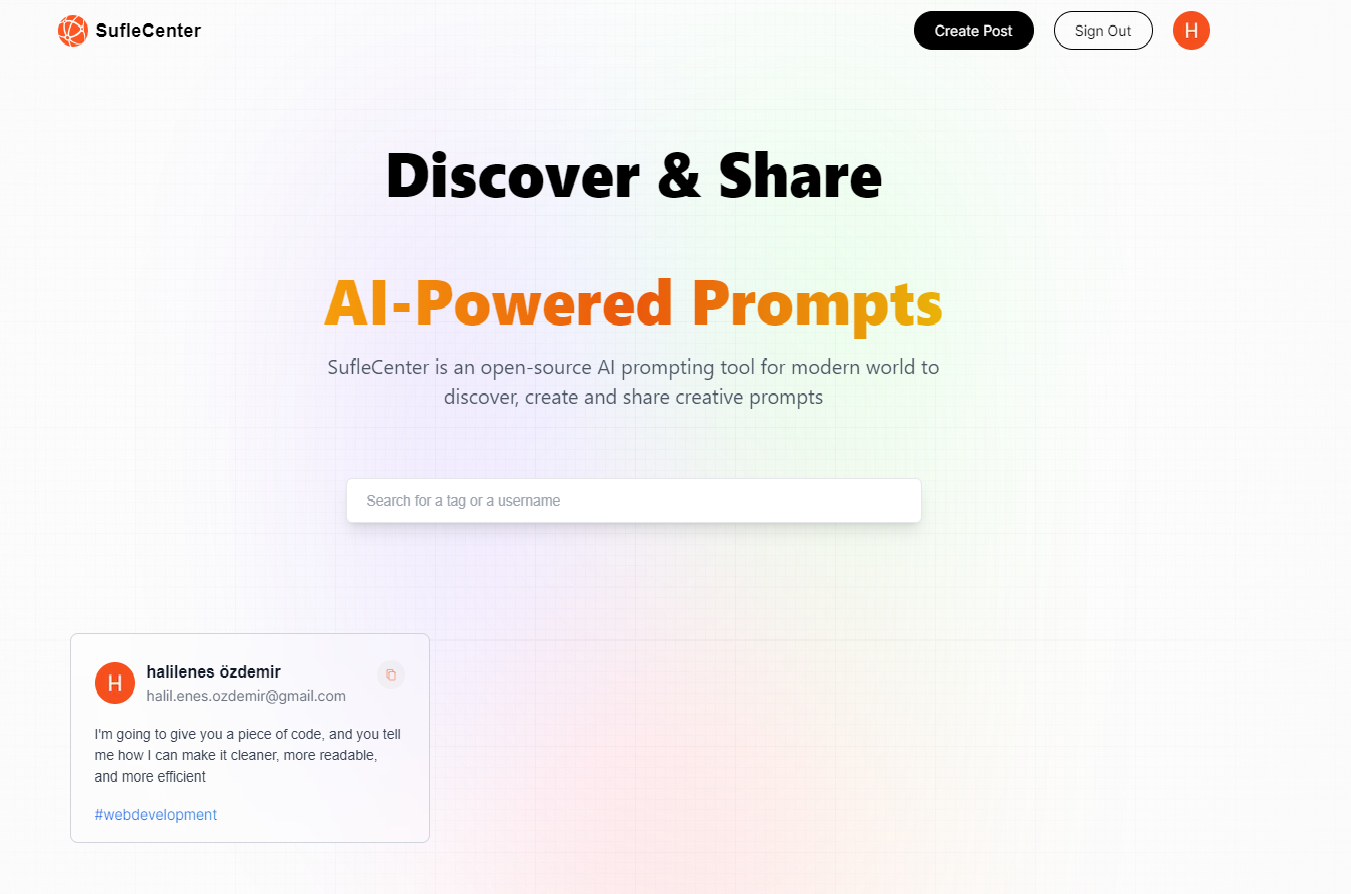 SufleCenter
Create Post
Sign Out
H
Discover & Share
AI-Powered Prompts
SufleCenter is an open-source AI prompting tool for modern world to
discover, create and share creative prompts
Search for a tag or a username
H
halilenes özdemir
halil.enes.ozdemir@gmail.com
I'm going to give you a piece of code, and you tell
me how I can make it cleaner, more readable,
and more efficient
#webdevelopment